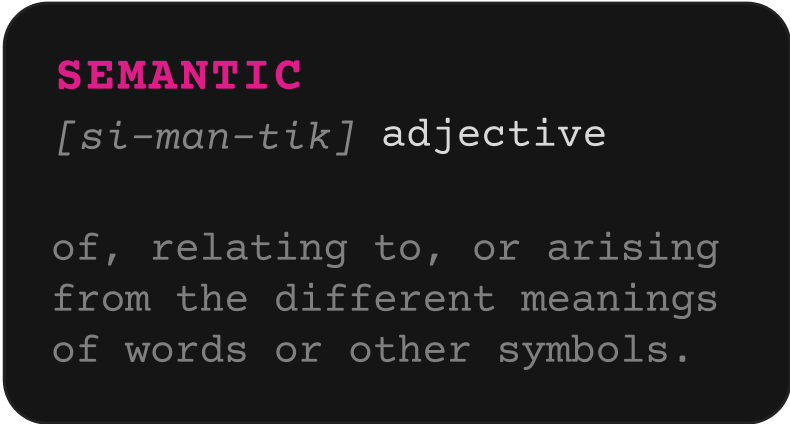 SEMANTIC
[si-man-tik] adjective
of, relating to, or arising
from the different meanings
of words or other symbols.